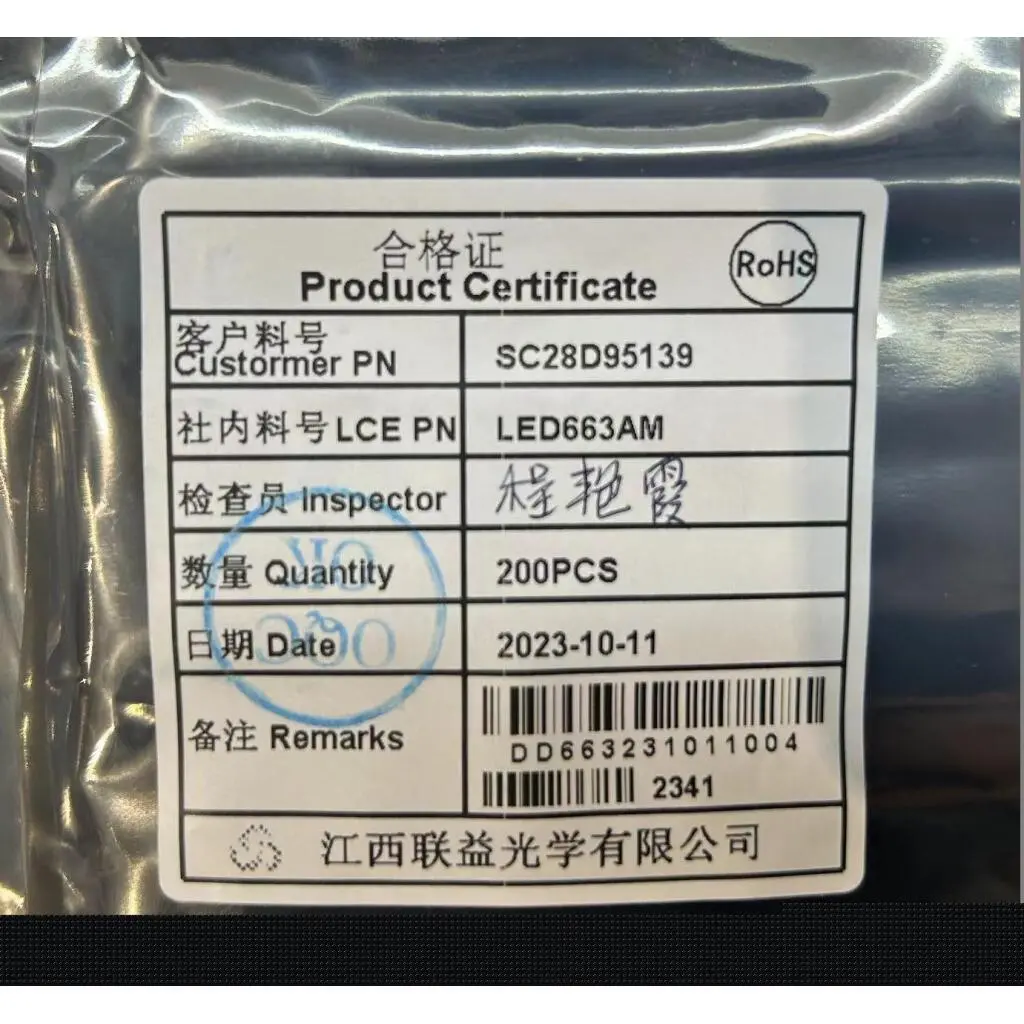 合格证
Product Certificate
RoHS
客户料号
Custormer PN
SC28D95139
社内料号 LCE PN
LED663AM
检查员 Inspector
程艳霞
数量 Quantity
200PCS
日期 Date
2023-10-11
OK
OQC
备注 Remarks
DD663231011004
2341
江西联益光学有限公司